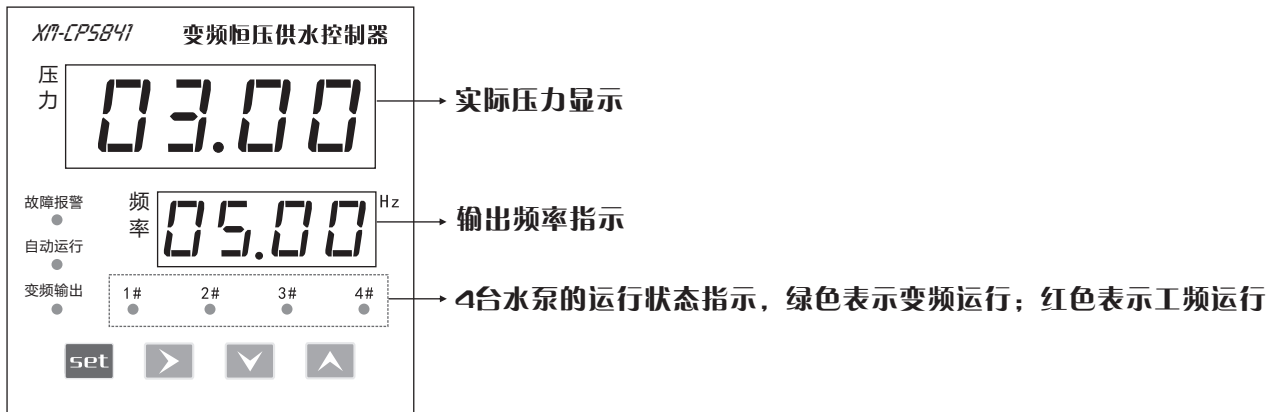 XM-CPS841 变频恒压供水控制器
压力
03.00
实际压力显示
故障报警
频率
05.00
Hz
输出频率指示
自动运行
变频输出
1# 2# 3# 4#
4台水泵的运行状态指示，绿色表示变频运行；红色表示工频运行
set